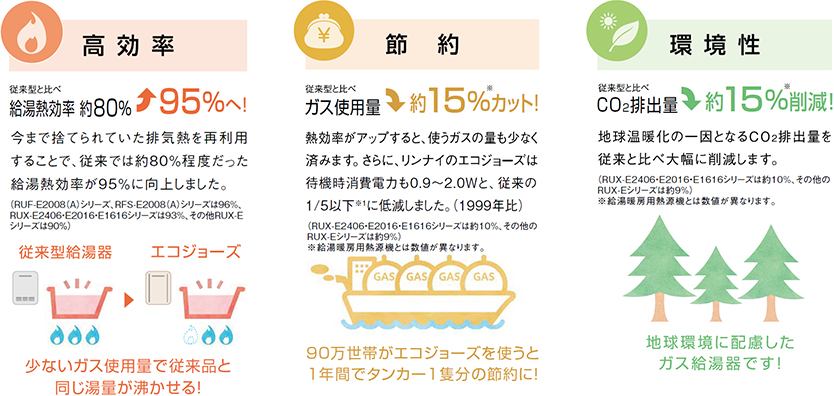 高効率
従来型と比べ
給湯熱効率 約80% 95%へ!
今まで捨てられていた排気熱を再利用
することで、従来では約80%程度だった
給湯熱効率が95%に向上しました。
(RUF-E2008(A)シリーズ、RFS-E2008(A)シリーズは96%、
RUX-E2406・E2016・E1616シリーズは93%、その他RUX-E
シリーズは90%)
従来型給湯器 エコジョーズ
少ないガス使用量で従来品と
同じ湯量が沸かせる!
¥
節約
従来型と比べ
ガス使用量 約15%※カット!
熱効率がアップすると、使うガスの量も少なく
済みます。さらに、リンナイのエコジョーズは
待機時消費電力も0.9〜2.0Wと、従来の
1/5以下※1に低減しました。(1999年比)
(RUX-E2406・E2016・E1616シリーズは約10%、その他の
RUX-Eシリーズは約9%)
※給湯暖房用熱源機とは数値が異なります。
GAS GAS GAS GAS
90万世帯がエコジョーズを使うと
1年間でタンカー1隻分の節約に!
環境性
従来型と比べ
CO2排出量 約15%※削減!
地球温暖化の一因となるCO2排出量を
従来と比べ大幅に削減します。
(RUX-E2406・E2016・E1616シリーズは約10%、その他の
RUX-Eシリーズは約9%)
※給湯暖房用熱源機とは数値が異なります。
地球環境に配慮した
ガス給湯器です!